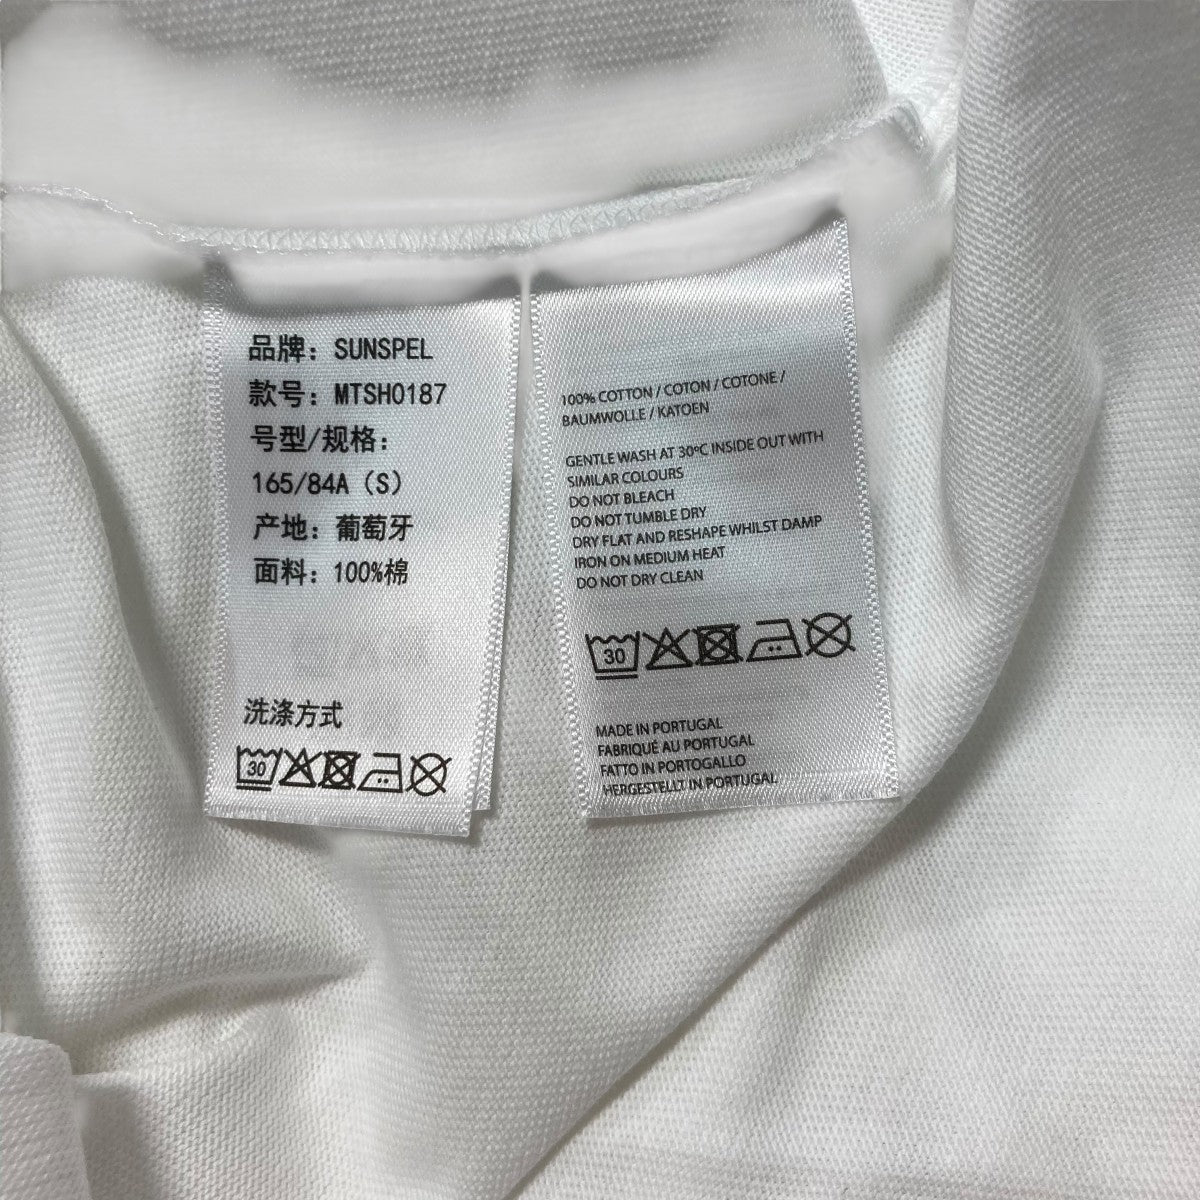 品牌：SUNSPEL
款号：MTSH0187
号型/规格：
165/84A（S）
产地：葡萄牙
面料：100%棉
洗涤方式
30
100% COTTON / COTON / COTONE /
BAUMWOLLE / KATOEN
GENTLE WASH AT 30ºC INSIDE OUT WITH
SIMILAR COLOURS
DO NOT BLEACH
DO NOT TUMBLE DRY
DRY FLAT AND RESHAPE WHILST DAMP
IRON ON MEDIUM HEAT
DO NOT DRY CLEAN
30
MADE IN PORTUGAL
FABRIQUÉ AU PORTUGAL
FATTO IN PORTOGALLO
HERGESTELLT IN PORTUGAL